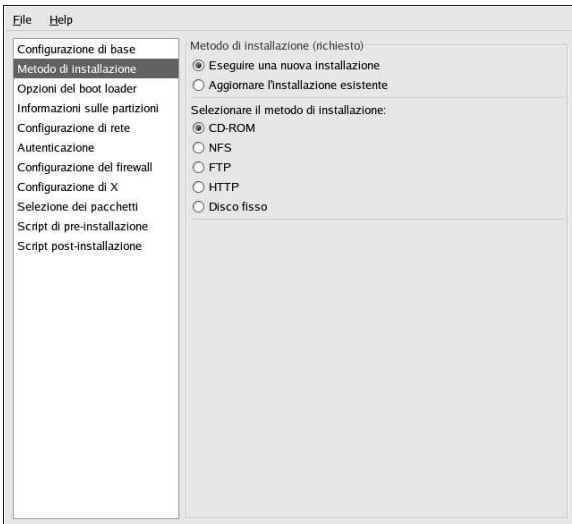 File Help
Configurazione di base
Metodo di installazione
Opzioni del boot loader
Informazioni sulle partizioni
Configurazione di rete
Autenticazione
Configurazione del firewall
Configurazione di X
Selezione dei pacchetti
Script di pre-installazione
Script post-installazione
Metodo di installazione (richiesto)
Eseguire una nuova installazione
Aggiornare l'installazione esistente
Selezionare il metodo di installazione:
CD-ROM
NFS
FTP
HTTP
Disco fisso